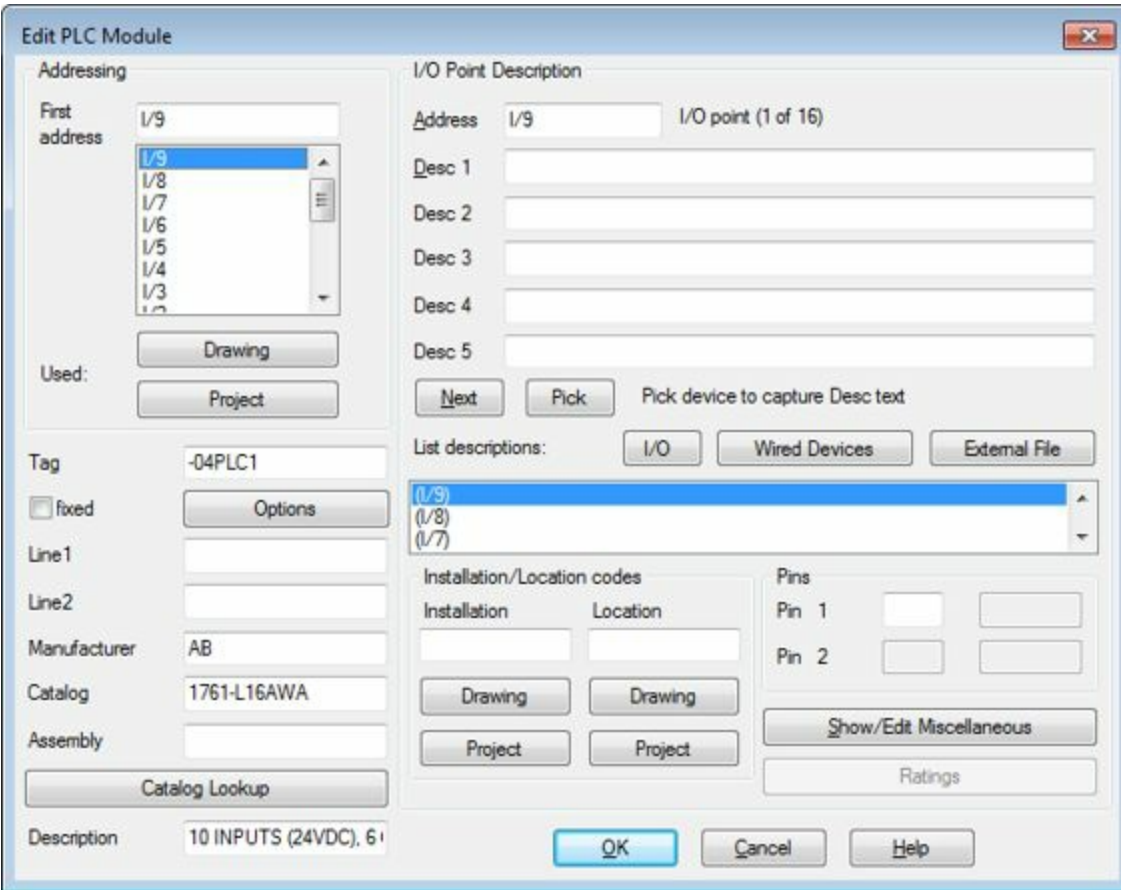 Edit PLC Module
Addressing
First address
I/9
I/9
I/8
I/7
I/6
I/5
I/4
I/3
Used:
Drawing
Project
Tag
-04PLC1
fixed
Options
Line1
Line2
Manufacturer
AB
Catalog
1761-L16AWA
Assembly
Catalog Lookup
Description
10 INPUTS (24VDC), 6
I/O Point Description
Address
I/9
I/O point (1 of 16)
Desc 1
Desc 2
Desc 3
Desc 4
Desc 5
Next
Pick
Pick device to capture Desc text
List descriptions:
I/O
Wired Devices
External File
(I/9)
(I/8)
(I/7)
Installation/Location codes
Installation
Location
Drawing
Drawing
Project
Project
Pins
Pin 1
Pin 2
Show/Edit Miscellaneous
Ratings
OK
Cancel
Help